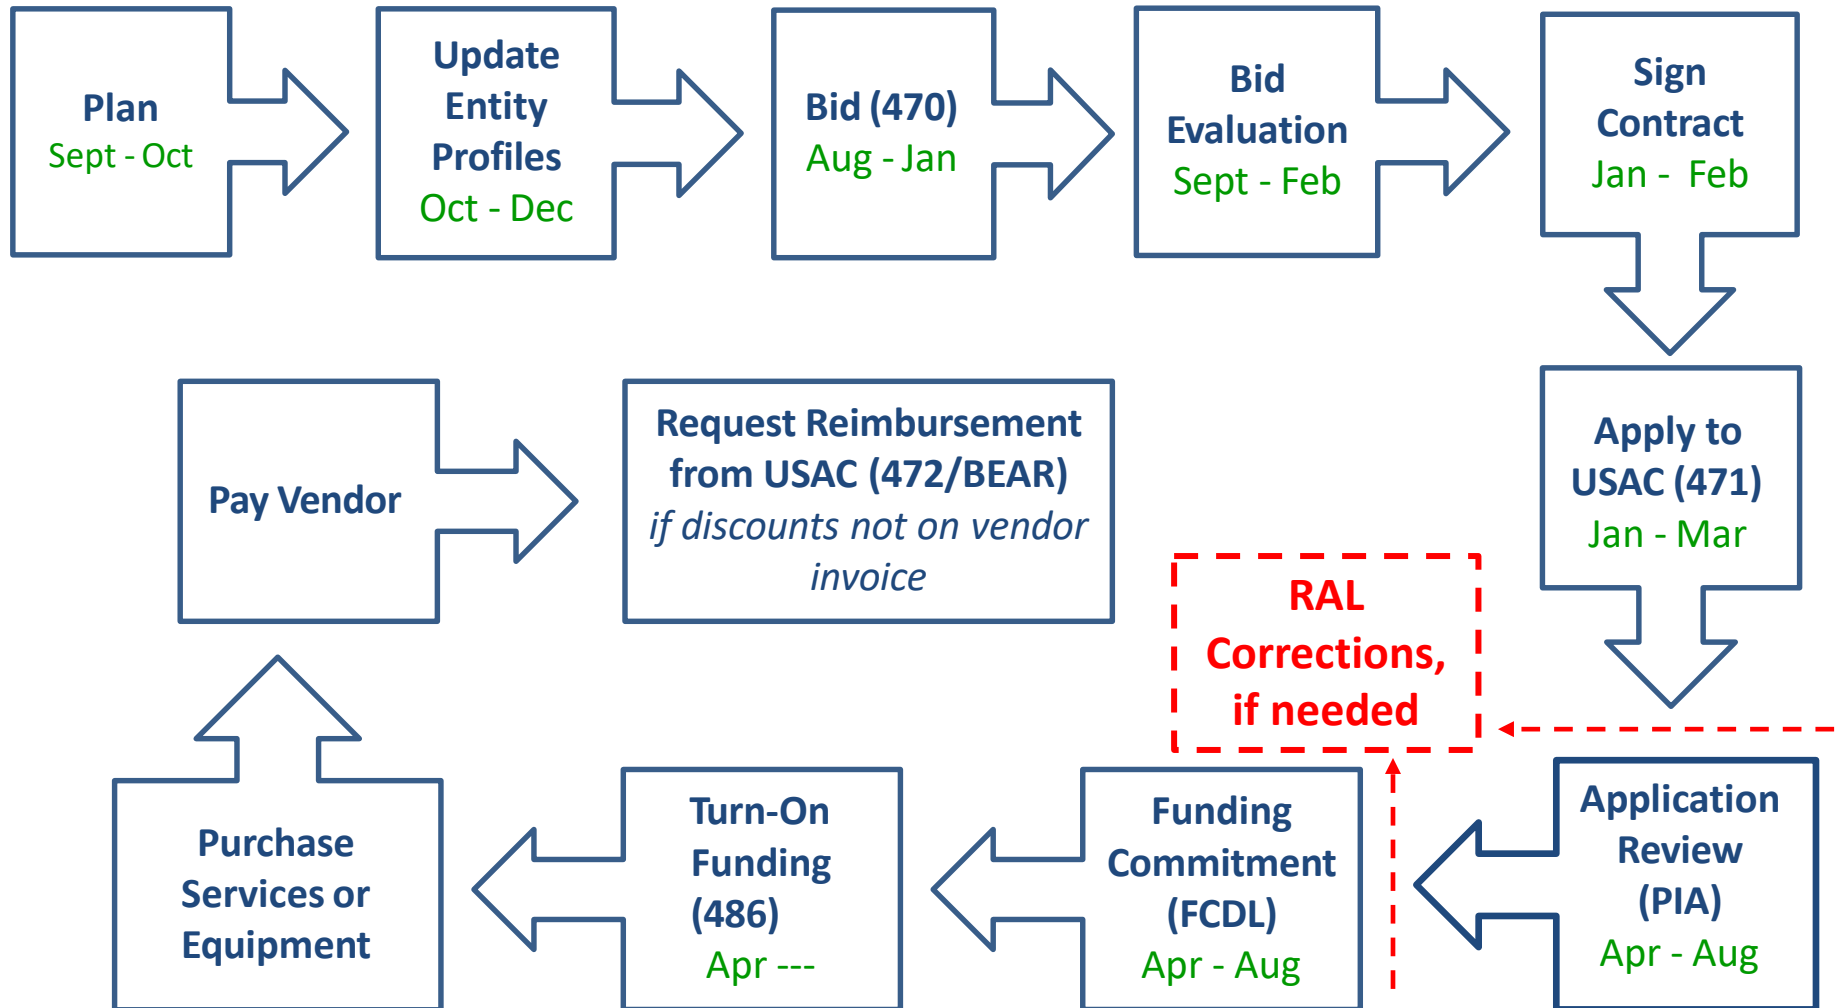 Plan
Sept - Oct
Update
Entity
Profiles
Oct - Dec
Bid (470)
Aug - Jan
Bid
Evaluation
Sept - Feb
Sign
Contract
Jan - Feb
Apply to
USAC (471)
Jan - Mar
RAL
Corrections,
if needed
Application
Review
(PIA)
Apr - Aug
Funding
Commitment
(FCDL)
Apr - Aug
Turn-On
Funding
(486)
Apr ---
Purchase
Services or
Equipment
Pay Vendor
Request Reimbursement
from USAC (472/BEAR)
if discounts not on vendor
invoice